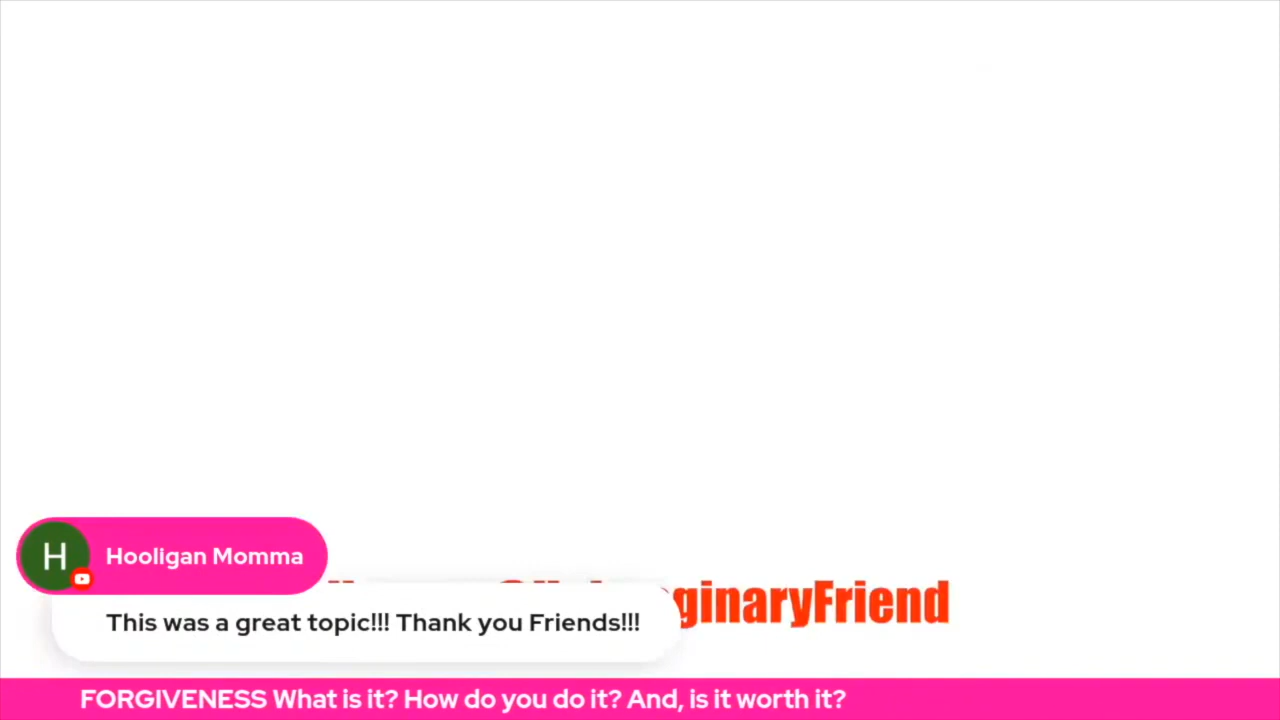 Hooligan Momma
ginaryFriend
This was a great topic!!! Thank you Friends!!!
FORGIVENESS What is it? How do you do it? And, is it worth it?